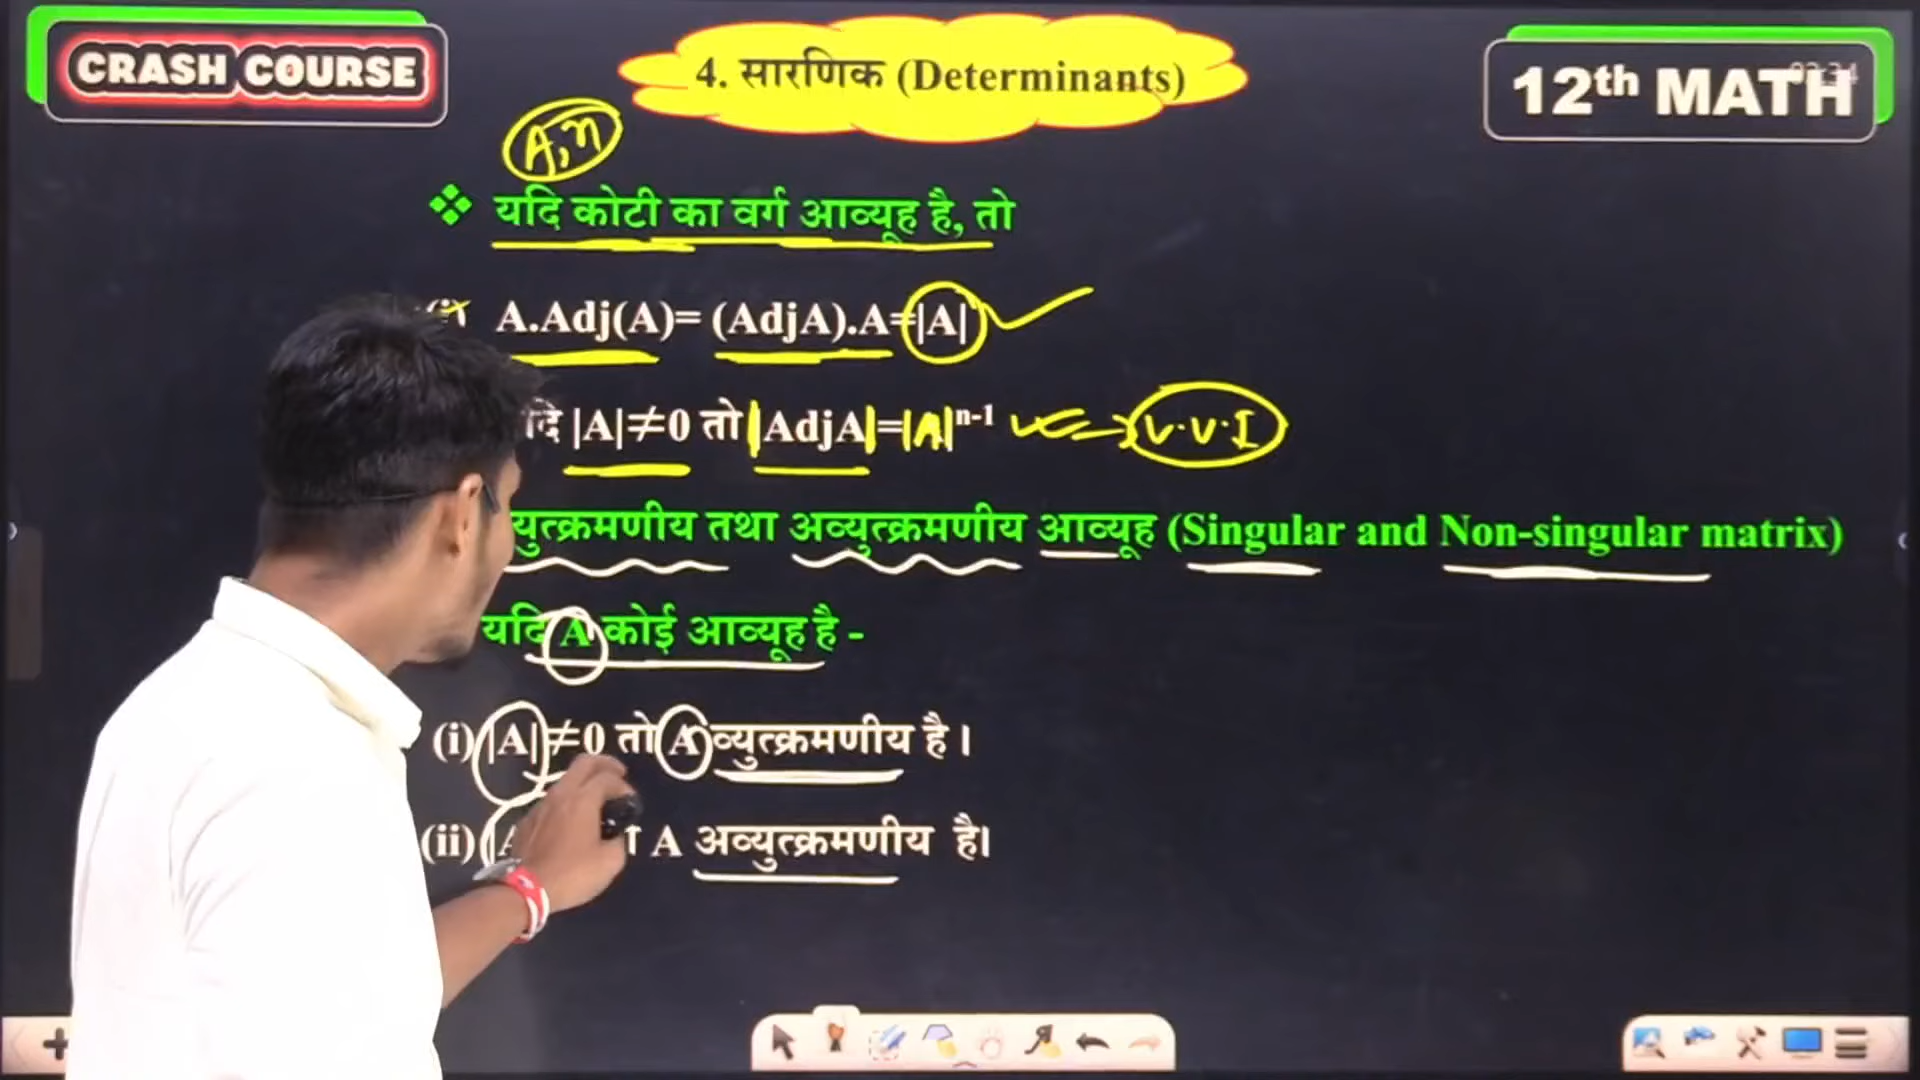 CRASH COURSE
4. सारणिक (Determinants)
12th MATH
A,n
यदि कोटी का वर्ग आव्यूह है, तो
(i) A.Adj(A)= (AdjA).A=|A|
|A|≠0 तो |AdjA|=|A|ⁿ⁻¹ V.V.I
तथा अव्युत्क्रमणीय आव्यूह (Singular and Non-singular matrix)
यदि A कोई आव्यूह है -
(i) |A|≠0 तो A व्युत्क्रमणीय है ।
(ii) A अव्युत्क्रमणीय है।